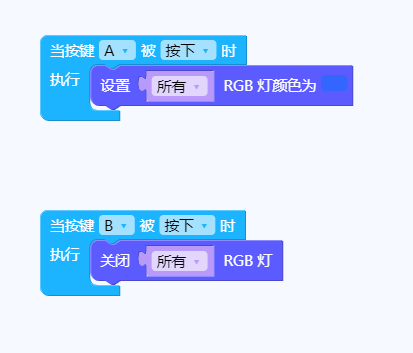 当按键 A 被 按下 时
执行 设置 所有 RGB 灯颜色为
当按键 B 被 按下 时
执行 关闭 所有 RGB 灯